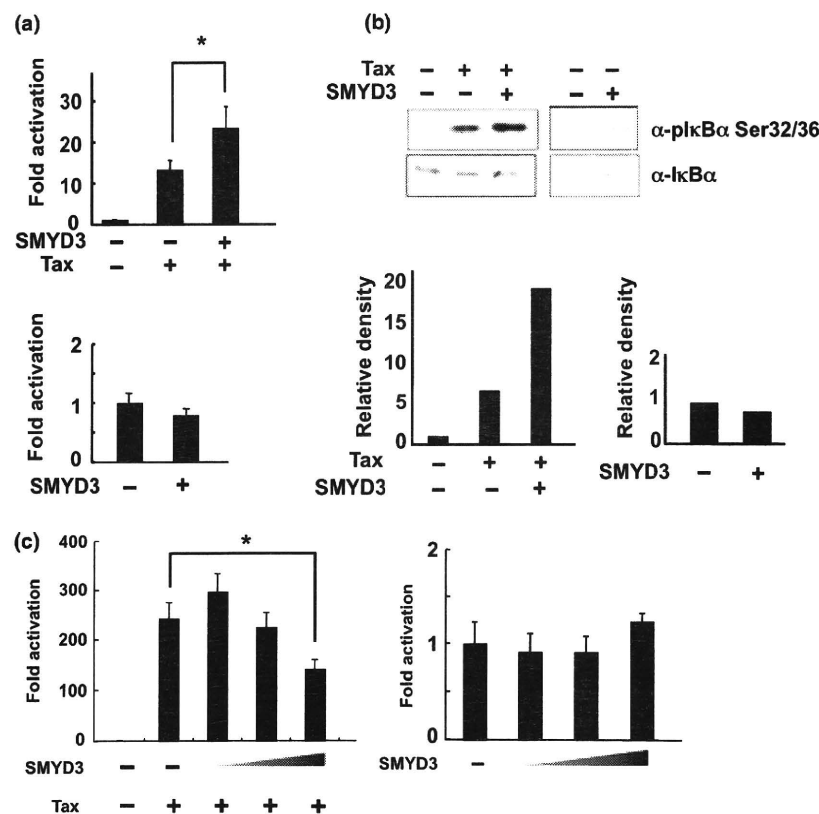 (a)
*
Fold activation
30
20
10
0
SMYD3 – – +
Tax – + +
Fold activation
2
1
0
SMYD3 – +
(b)
Tax – + + – –
SMYD3 – – + – +
α-pIκBα Ser32/36
α-IκBα
Relative density
20
15
10
5
0
Tax – + +
SMYD3 – – +
Relative density
2
1
0
SMYD3 – +
(c)
*
Fold activation
400
300
200
100
0
SMYD3 – –
Tax – + + + +
Fold activation
2
1
0
SMYD3 –